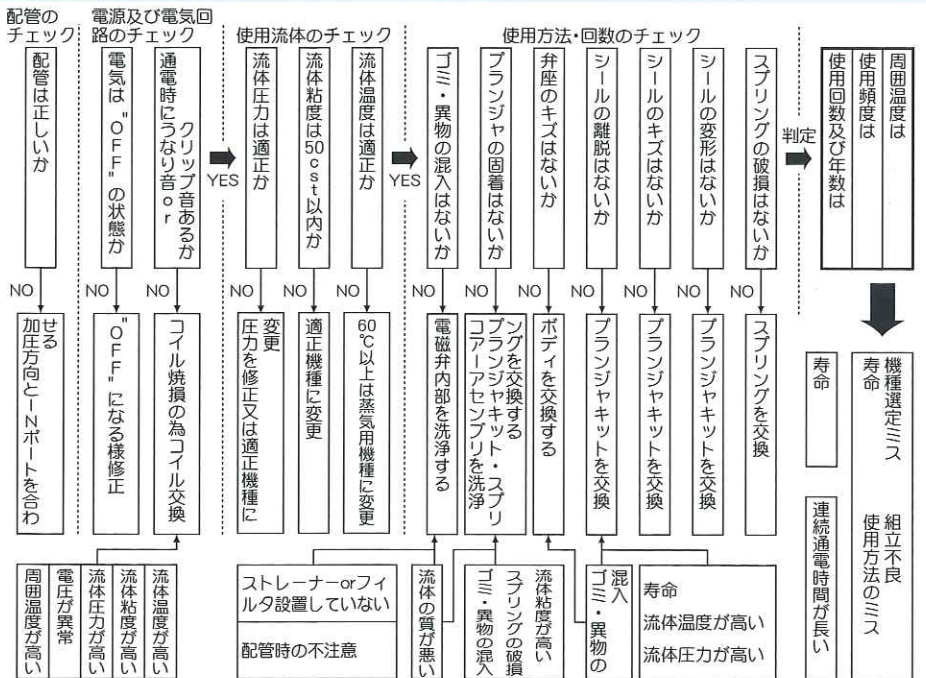 配管の
チェック
電源及び電気回
路のチェック
使用流体のチェック
使用方法・回数のチェック
配管は正しいか
電気は"OFF"の状態か
通電時にうなり音or
クリップ音あるか
YES
流体圧力は適正か
流体粘度は50cst以内か
流体温度は適正か
YES
ゴミ・異物の混入はないか
プランジャの固着はないか
弁座のキズはないか
シールの離脱はないか
シールのキズはないか
シールの変形はないか
スプリングの破損はないか
判定
周囲温度は
使用頻度は
使用回数及び年数は
NO
NO
NO
NO
NO
NO
NO
NO
NO
NO
NO
NO
NO
加圧方向とINポートを合わ
せる
"OFF"になる様修正
コイル焼損の為コイル交換
圧力を修正又は適正機種に
変更
適正機種に変更
60℃以上は蒸気用機種に変更
電磁弁内部を洗浄する
コアーアセンブリを洗浄
プランジャキット・スプリ
ングを交換する
ボディを交換する
プランジャキットを交換
プランジャキットを交換
プランジャキットを交換
スプリングを交換
寿命
機種選定ミス
寿命
連続通電時間が長い
組立不良
使用方法のミス
周囲温度が高い
電圧が異常
流体圧力が高い
流体粘度が高い
流体温度が高い
ストレーナーorフィ
ルタ設置していない
配管時の不注意
流体の質が悪い
ゴミ・異物の混入
スプリングの破損
流体粘度が高い
ゴミ・異物の
混入
寿命
流体温度が高い
流体圧力が高い